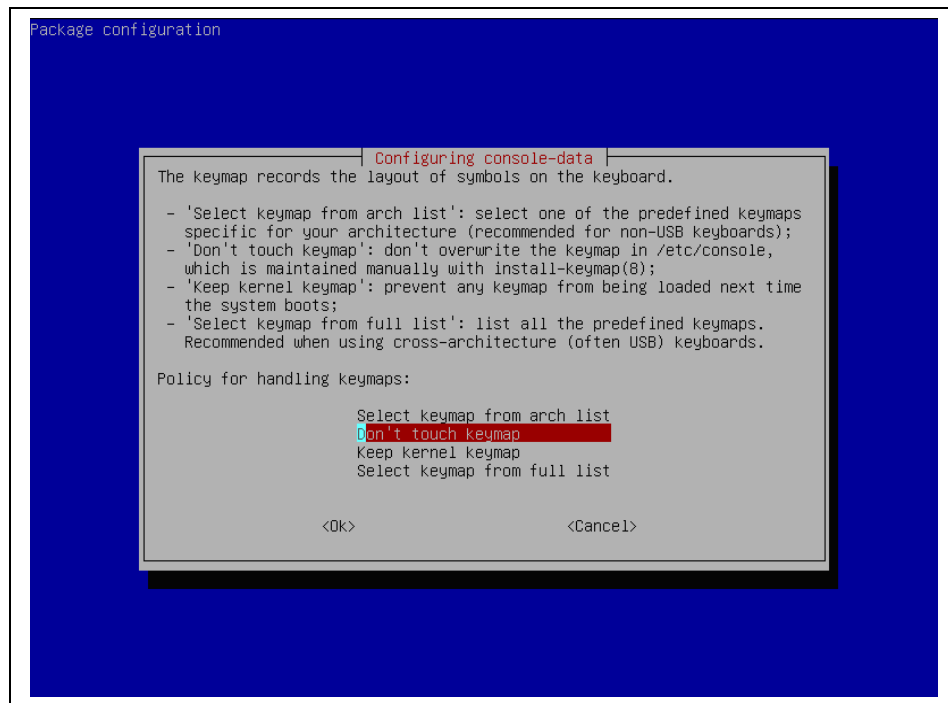 Package configuration
Configuring console-data
The keymap records the layout of symbols on the keyboard.
- 'Select keymap from arch list': select one of the predefined keymaps
specific for your architecture (recommended for non-USB keyboards);
- 'Don't touch keymap': don't overwrite the keymap in /etc/console,
which is maintained manually with install-keymap(8);
- 'Keep kernel keymap': prevent any keymap from being loaded next time
the system boots;
- 'Select keymap from full list': list all the predefined keymaps.
Recommended when using cross-architecture (often USB) keyboards.
Policy for handling keymaps:
Select keymap from arch list
Don't touch keymap
Keep kernel keymap
Select keymap from full list
<Ok> <Cancel>